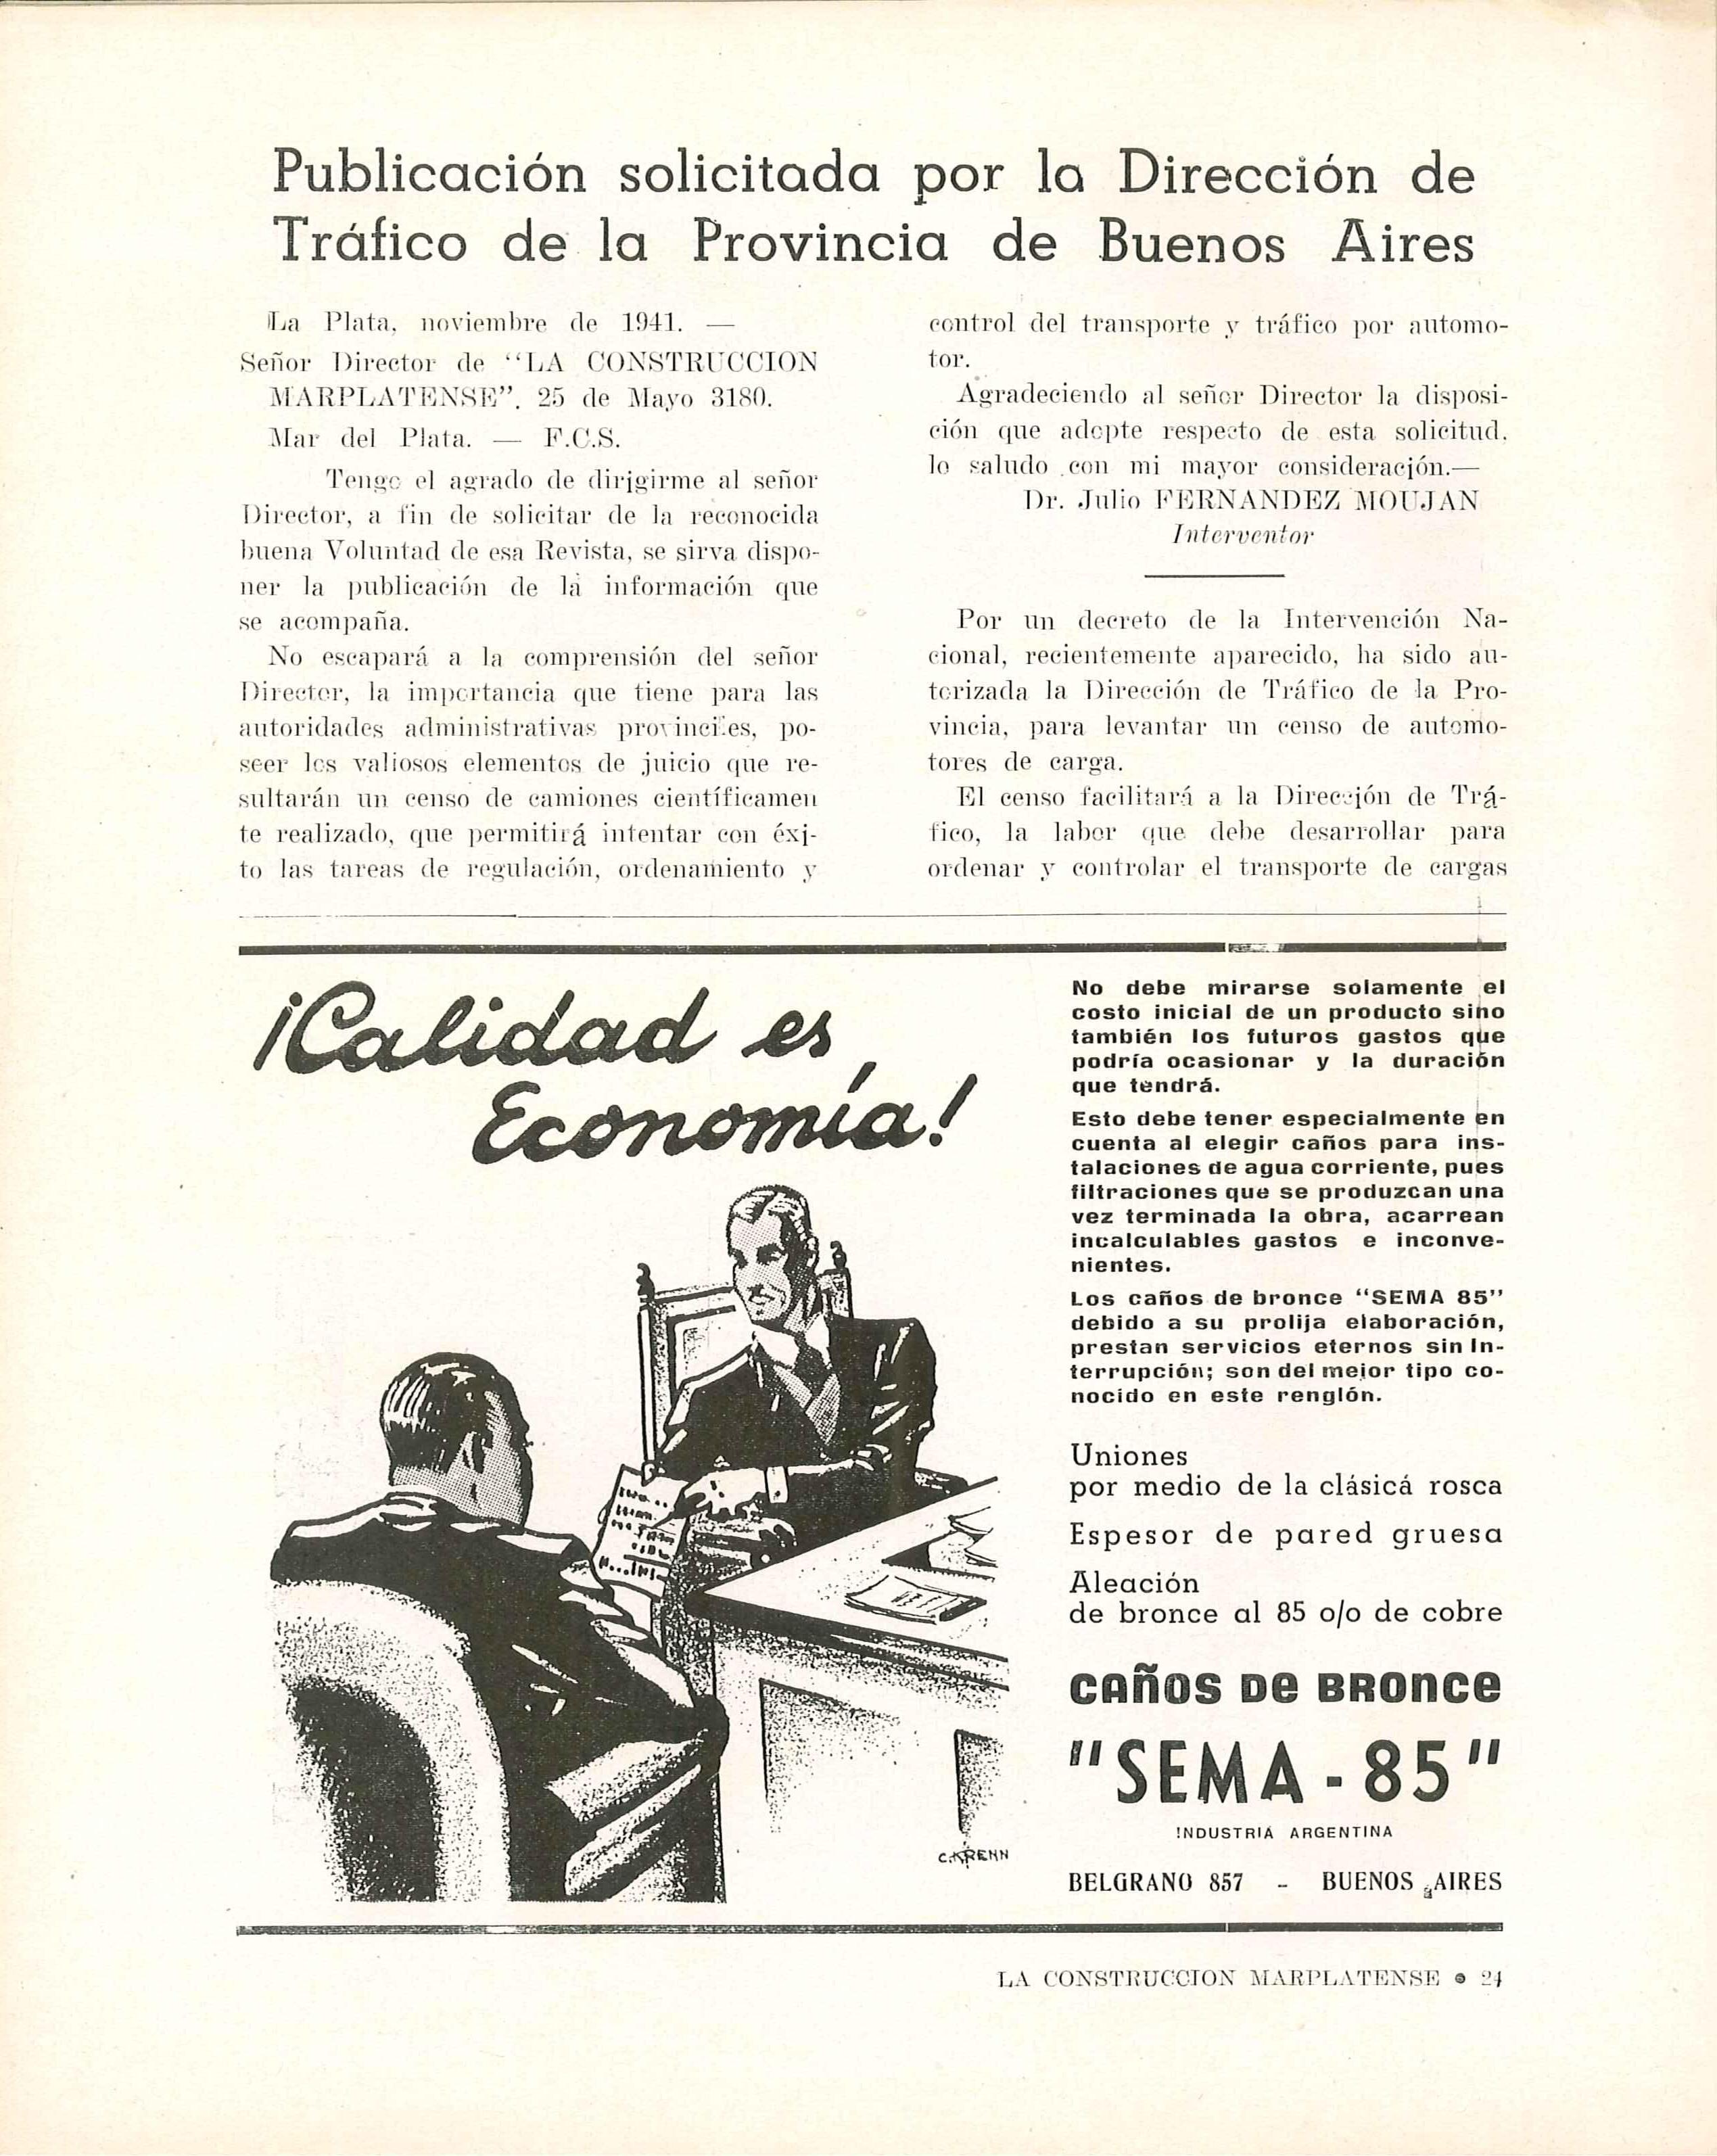 Publicación solicitada por la Dirección de
Tráfico de la Provincia de Buenos Aires
La Plata, noviembre de 1941. —
Señor Director de “LA CONSTRUCCION
MARPLATENSE”. 25 de Mayo 3180.
Mar del Plata. — F.C.S.
Tengo el agrado de dirigirme al señor
Director, a fin de solicitar de la reconocida
buena Voluntad de esa Revista, se sirva dispo-
ner la publicación de la información que
se acompaña.
No escapará a la comprensión del señor
Director, la importancia que tiene para las
autoridades administrativas provinciles, po-
seer los valiosos elementos de juicio que re-
sultarán un censo de camiones científicamen
te realizado, que permitirá intentar con éxi-
to las tareas de regulación, ordenamiento y
control del transporte y tráfico por automo-
tor.
Agradeciendo al señor Director la disposi-
ción que adopte respecto de esta solicitud,
lo saludo con mi mayor consideración.—
Dr. Julio FERNANDEZ MOUJAN
Interventor
Por un decreto de la Intervención Na-
cional, recientemente aparecido, ha sido au-
torizada la Dirección de Tráfico de la Pro-
vincia, para levantar un censo de automo-
tores de carga.
El censo facilitará a la Dirección de Trá-
fico, la labor que debe desarrollar para
ordenar y controlar el transporte de cargas
¡Calidad es
Economía!
No debe mirarse solamente el
costo inicial de un producto sino
también los futuros gastos que
podría ocasionar y la duración
que tendrá.
Esto debe tener especialmente en
cuenta al elegir caños para ins-
talaciones de agua corriente, pues
filtraciones que se produzcan una
vez terminada la obra, acarrean
incalculables gastos e inconve-
nientes.
Los caños de bronce “SEMA 85”
debido a su prolija elaboración,
prestan servicios eternos sin In-
terrupción; son del mejor tipo co-
nocido en este renglón.
Uniones
por medio de la clásicá rosca
Espesor de pared gruesa
Aleación
de bronce al 85 o/o de cobre
CAÑOS DE BRONCE
"SEMA - 85"
INDUSTRIA ARGENTINA
C. KRENN
BELGRANO 857 - BUENOS AIRES
LA CONSTRUCCION MARPLATENSE ● 24